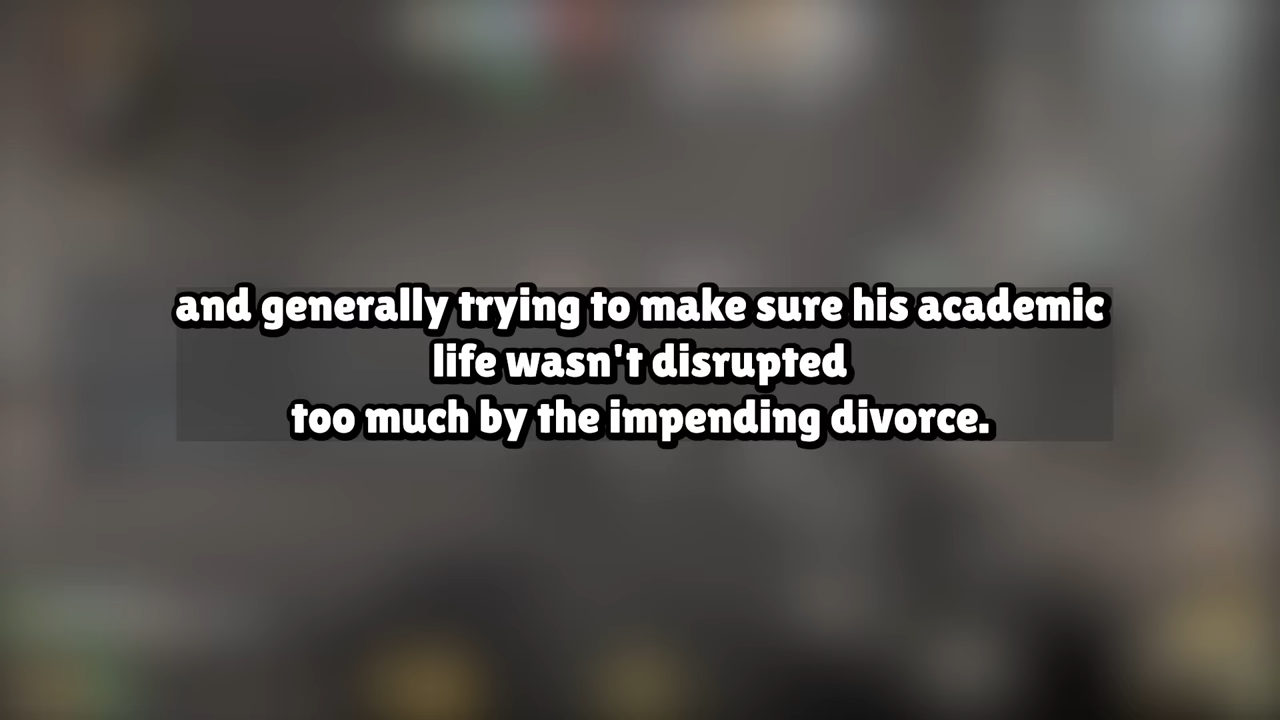 and generally trying to make sure his academic
life wasn't disrupted
too much by the impending divorce.